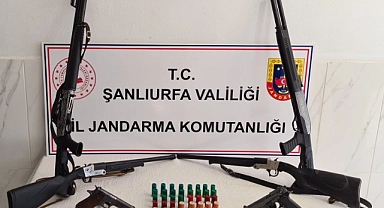 T.C.
ŞANLIURFA VALİLİĞİ
İL JANDARMA KOMUTANLIĞI